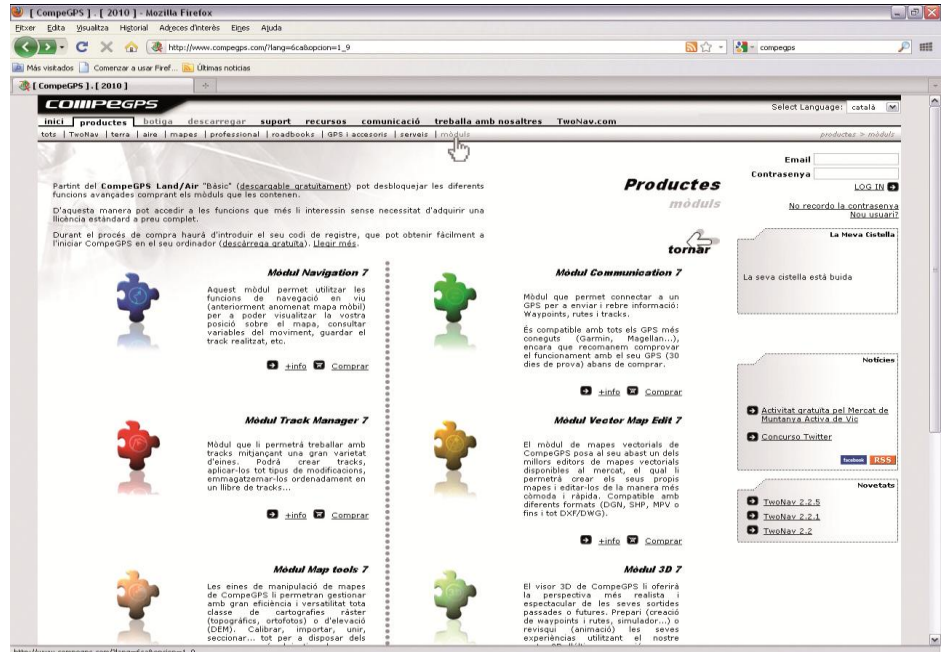 [ CompeGPS ] . [ 2010 ] - Mozilla Firefox
Fitxer Edita Visualitza Historial Adreces d'interès Eines Ajuda
http://www.compegps.com/?lang=6ca&opcion=1_9
compegps
Más visitados Comenzar a usar Firef... Últimas noticias
[ CompeGPS ] . [ 2010 ]
COMPEGPS
Select Language: català
inici productes botiga descarregar suport recursos comunicació treballa amb nosaltres TwoNav.com
tots | TwoNav | terra | aire | mapes | professional | roadbooks | GPS i accesoris | serveis | mòduls
productes > mòduls
Partint del CompeGPS Land/Air "Bàsic" (descargable gratuïtament) pot desbloquejar les diferents
funcions avançades comprant els mòduls que les contenen.
D'aquesta manera pot accedir a les funcions que més li interessin sense necessitat d'adquirir una
llicència estàndard a preu complet.
Durant el procés de compra haurà d'introduir el seu codi de registre, que pot obtenir fàcilment a
l'iniciar CompeGPS en el seu ordinador (descàrrega gratuïta). Llegir més.
Productes
mòduls
tornar
Mòdul Navigation 7
Aquest mòdul permet utilitzar les
funcions de navegació en viu
(anteriorment anomenat mapa mòbil)
per a poder visualitzar la vostra
posició sobre el mapa, consultar
variables del moviment, guardar el
track realitzat, etc.
+info Comprar
Mòdul Communication 7
Mòdul que permet connectar a un
GPS per a enviar i rebre informació:
Waypoints, rutes i tracks.
És compatible amb tots els GPS més
coneguts (Garmin, Magellan...),
encara que recomanem comprovar
el funcionament amb el seu GPS (30
dies de prova) abans de comprar.
+info Comprar
Mòdul Track Manager 7
Mòdul que li permetrà treballar amb
tracks mitjançant una gran varietat
d'eines. Podrà crear tracks,
aplicar-los tot tipus de modificacions,
emmagatzemar-los ordenadament en
un llibre de tracks...
+info Comprar
Mòdul Vector Map Edit 7
El mòdul de mapes vectorials de
CompeGPS posa al seu abast un dels
millors editors de mapes vectorials
disponibles al mercat, el qual li
permetrà crear els seus propis
mapes i editar-los de la manera més
còmoda i ràpida. Compatible amb
diferents formats (DGN, SHP, MPV o
fins i tot DXF/DWG).
+info Comprar
Mòdul Map tools 7
Les eines de manipulació de mapes
de CompeGPS li permetran gestionar
amb gran eficiència i versatilitat tota
classe de cartografies ràster
(topogràfics, ortofotos) o d'elevació
(DEM). Calibrar, importar, unir,
seccionar... tot per a disposar dels
Mòdul 3D 7
El visor 3D de CompeGPS li oferirà
la perspectiva més realista i
espectacular de les seves sortides
passades o futures. Prepari (creació
de waypoints i rutes, simulador...) o
revisqui (animació) les seves
experiències utilitzant el nostre
Email
Contrasenya
LOG IN
No recordo la contrasenya
Nou usuari?
La Meva Cistella
La seva cistella està buida
Notícies
Activitat gratuïta pel Mercat de
Muntanya Activa de Vic
Concurso Twitter
facebook RSS
Novetats
TwoNav 2.2.5
TwoNav 2.2.1
TwoNav 2.2
http://www.compegps.com/?lang=6ca&opcion=1_9